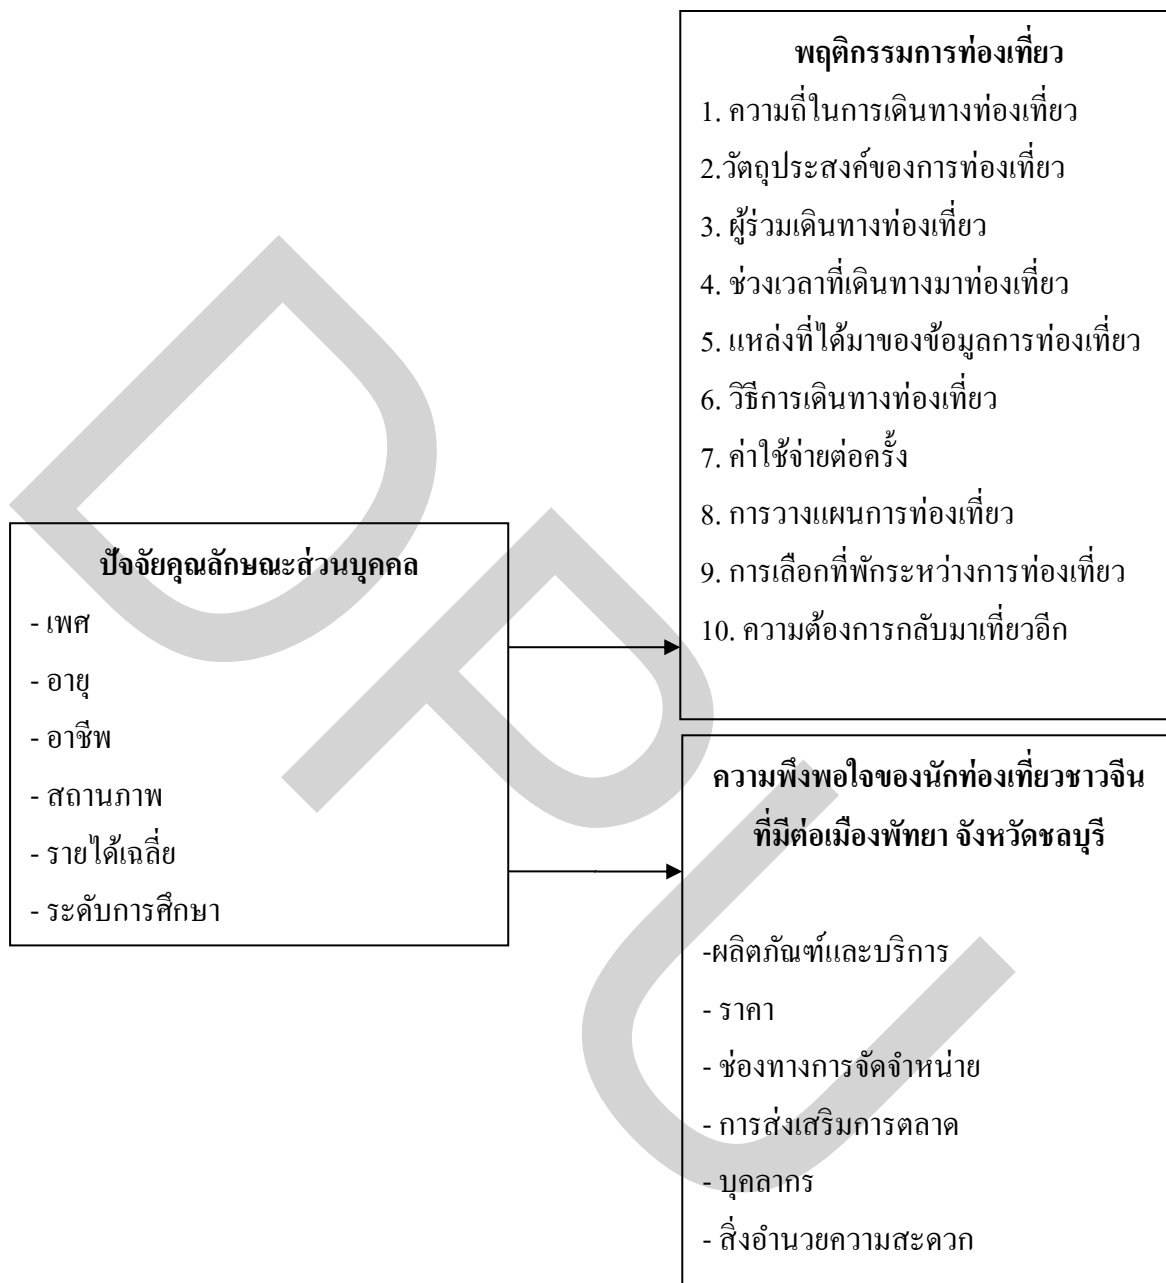 พฤติกรรมการท่องเที่ยว
1. ความถี่ในการเดินทางท่องเที่ยว
2.วัตถุประสงค์ของการท่องเที่ยว
3. ผู้ร่วมเดินทางท่องเที่ยว
4. ช่วงเวลาที่เดินทางมาท่องเที่ยว
5. แหล่งที่ได้มาของข้อมูลการท่องเที่ยว
6. วิธีการเดินทางท่องเที่ยว
7. ค่าใช้จ่ายต่อครั้ง
8. การวางแผนการท่องเที่ยว
9. การเลือกที่พักระหว่างการท่องเที่ยว
10. ความต้องการกลับมาเที่ยวอีก
ปัจจัยคุณลักษณะส่วนบุคคล
- เพศ
- อายุ
- อาชีพ
- สถานภาพ
- รายได้เฉลี่ย
- ระดับการศึกษา
ความพึงพอใจของนักท่องเที่ยวชาวจีน
ที่มีต่อเมืองพัทยา จังหวัดชลบุรี
-ผลิตภัณฑ์และบริการ
- ราคา
- ช่องทางการจัดจำหน่าย
- การส่งเสริมการตลาด
- บุคลากร
- สิ่งอำนวยความสะดวก
DPU